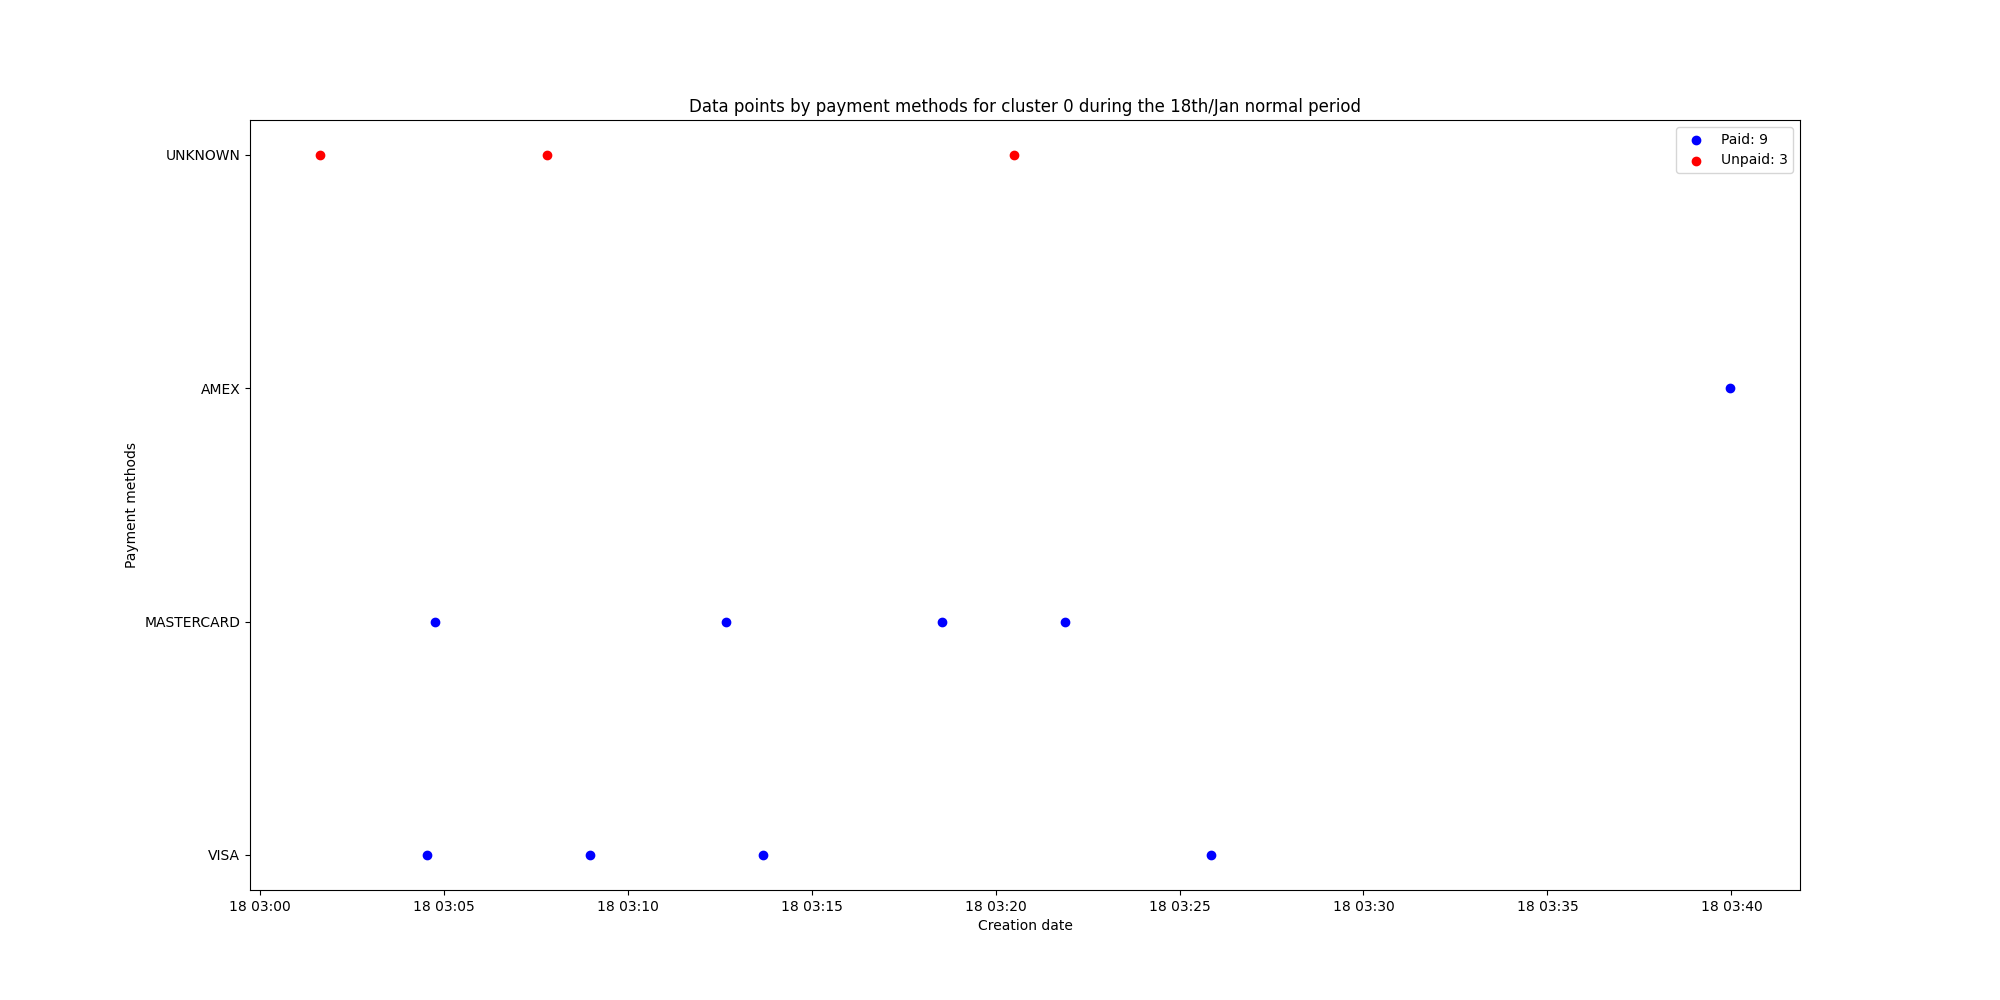 Data points by payment methods for cluster 0 during the 18th/Jan normal period
Paid: 9
Unpaid: 3
UNKNOWN
AMEX
MASTERCARD
VISA
Payment methods
18 03:00 18 03:05 18 03:10 18 03:15 18 03:20 18 03:25 18 03:30 18 03:35 18 03:40
Creation date